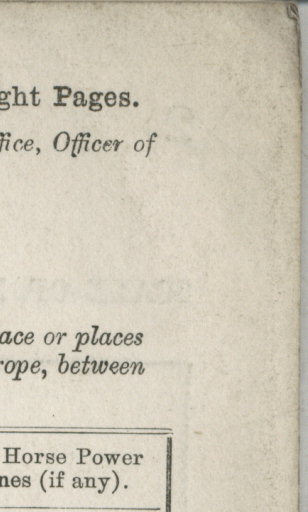 ght Pages.
fice, Officer of
ace or places
rope, between
Horse Power
nes (if any).